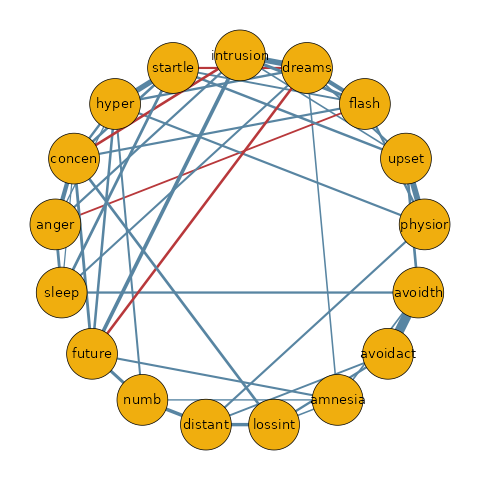 intrusion
dreams
flash
upset
physior
avoidth
avoidact
amnesia
lossint
distant
numb
future
sleep
anger
concen
hyper
startle